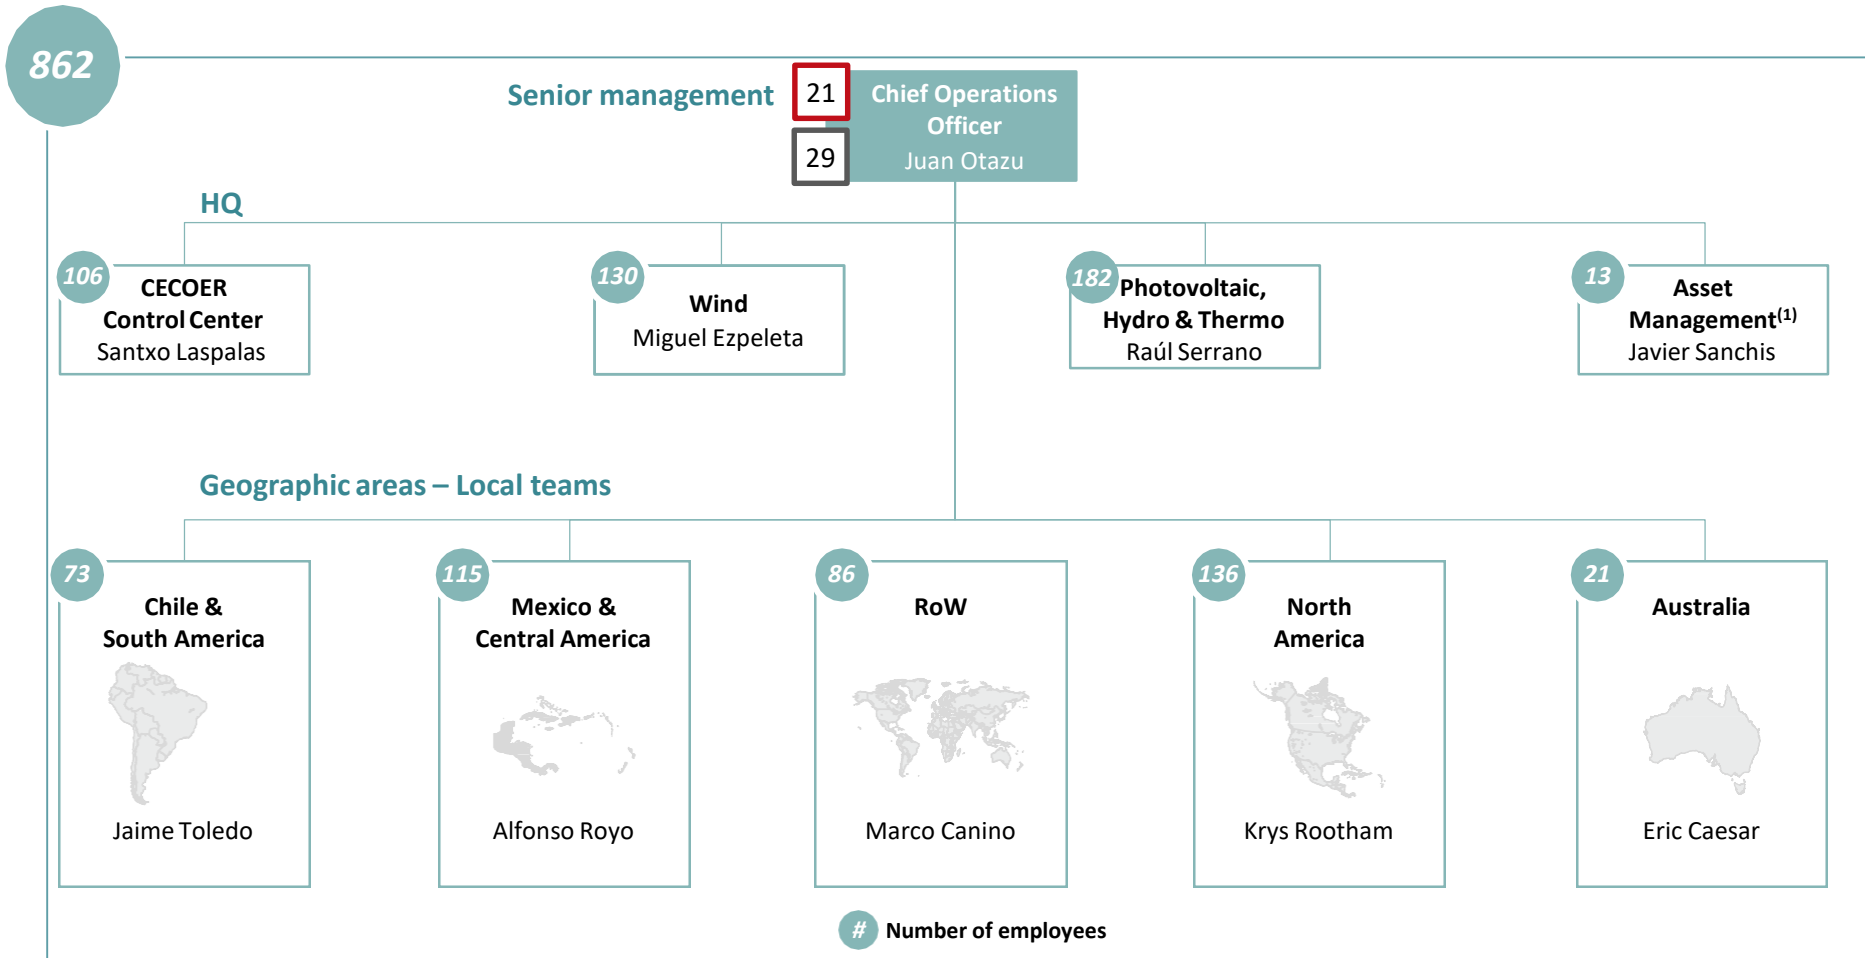 862
Senior management
21
29
Chief Operations
Officer
Juan Otazu
HQ
106
CECOER
Control Center
Santxo Laspalas
130
Wind
Miguel Ezpeleta
182
Photovoltaic,
Hydro & Thermo
Raúl Serrano
13
Asset
Management(1)
Javier Sanchis
Geographic areas – Local teams
73
Chile &
South America
Jaime Toledo
115
Mexico &
Central America
Alfonso Royo
86
RoW
Marco Canino
136
North
America
Krys Rootham
21
Australia
Eric Caesar
# Number of employees